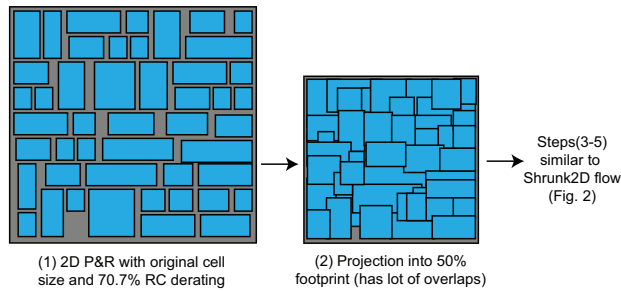 (1) 2D P&R with original cell
size and 70.7% RC derating
(2) Projection into 50%
footprint (has lot of overlaps)
Steps(3-5)
similar to
Shrunk2D flow
(Fig. 2)